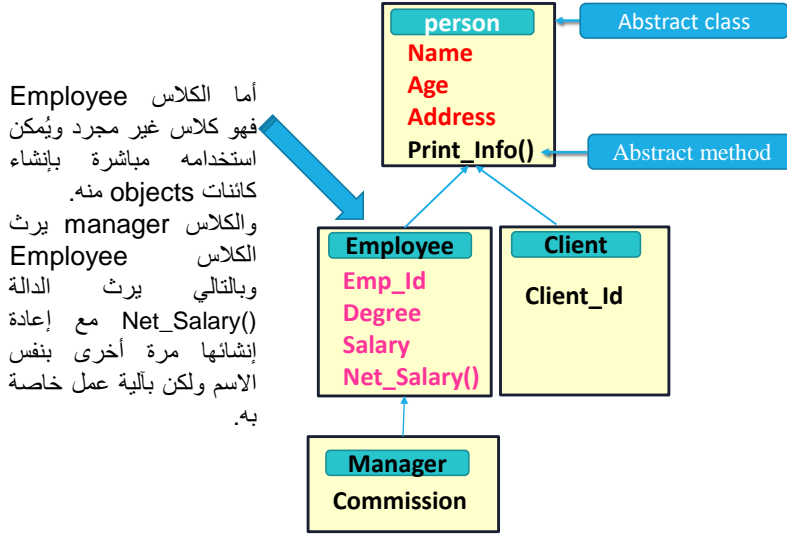 person
Abstract class
Name
Age
Address
Print_Info()
Abstract method
أما الكلاس Employee
فهو كلاس غير مجرد ويُمكن
استخدامه مباشرة بإنشاء
كائنات objects منه.
والكلاس manager يرث
الكلاس Employee
وبالتالي يرث الدالة
Net_Salary() مع إعادة
إنشائها مرة أخرى بنفس
الاسم ولكن بآلية عمل خاصة
به.
Employee
Emp_Id
Degree
Salary
Net_Salary()
Client
Client_Id
Manager
Commission